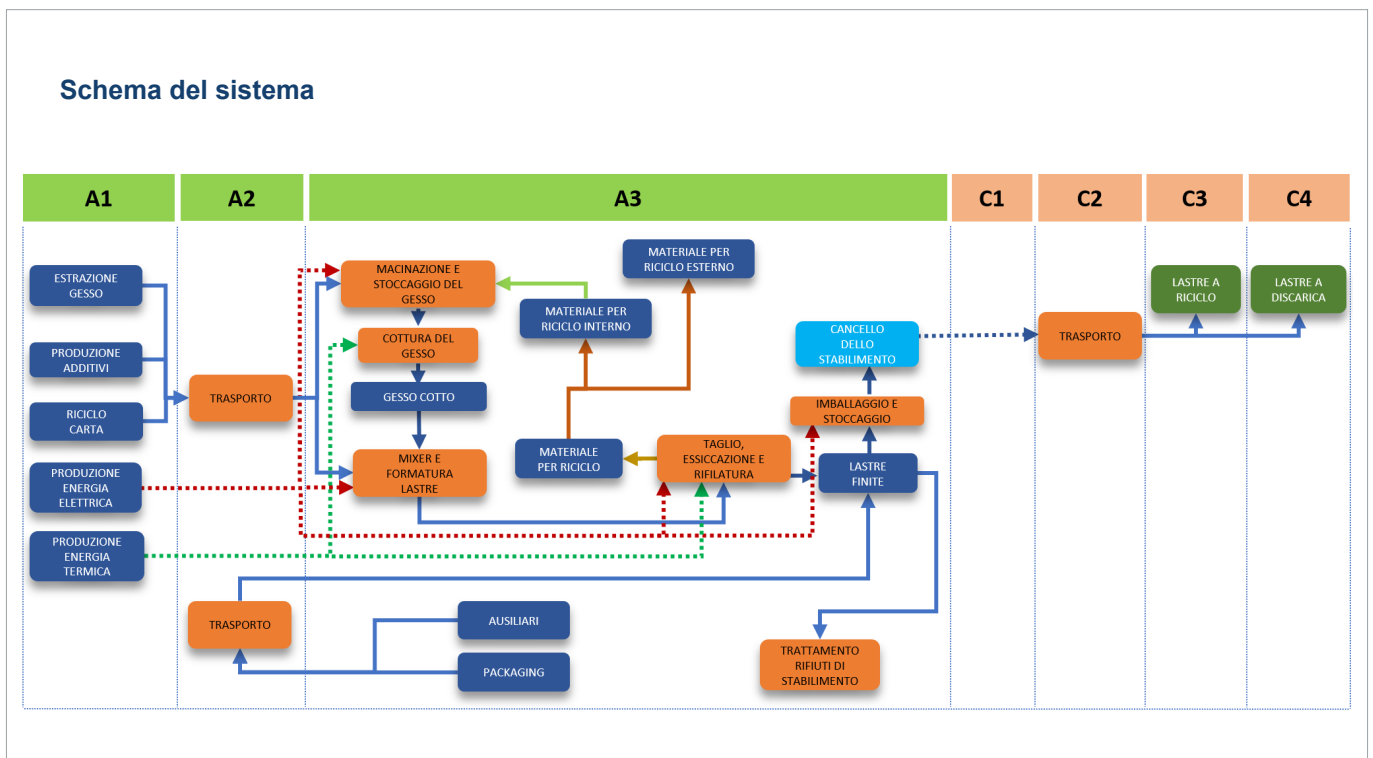 Schema del sistema
A1
A2
A3
C1
C2
C3
C4
ESTRAZIONE
GESSO
PRODUZIONE
ADDITIVI
RICICLO
CARTA
PRODUZIONE
ENERGIA
ELETTRICA
PRODUZIONE
ENERGIA
TERMICA
TRASPORTO
TRASPORTO
MACINAZIONE E
STOCCAGGIO DEL
GESSO
COTTURA DEL
GESSO
GESSO COTTO
MIXER E
FORMATURA
LASTRE
MATERIALE PER
RICICLO ESTERNO
MATERIALE PER
RICICLO INTERNO
MATERIALE
PER RICICLO
TAGLIO,
ESSICCAZIONE E
RIFILATURA
AUSILIARI
PACKAGING
CANCELLO
DELLO
STABILIMENTO
IMBALLAGGIO E
STOCCAGGIO
LASTRE
FINITE
TRATTAMENTO
RIFIUTI DI
STABILIMENTO
TRASPORTO
LASTRE A
RICICLO
LASTRE A
DISCARICA